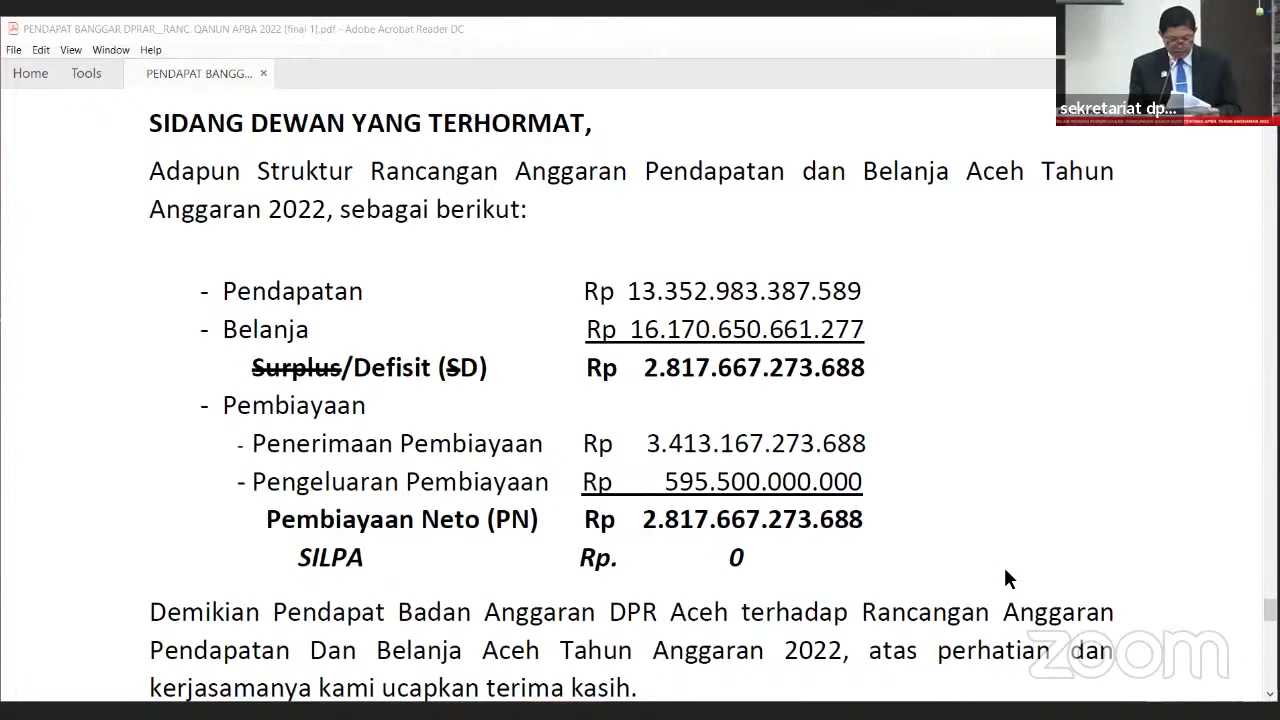 PENDAPAT BANGGAR DPRAR_RANC. QANUN APBA 2022 [final 1].pdf - Adobe Acrobat Reader DC
File Edit View Window Help
Home Tools PENDAPAT BANGG... ×
sekretariat dp...
SIDANG DEWAN YANG TERHORMAT,
Adapun Struktur Rancangan Anggaran Pendapatan dan Belanja Aceh Tahun
Anggaran 2022, sebagai berikut:
- Pendapatan Rp 13.352.983.387.589
- Belanja Rp 16.170.650.661.277
Surplus/Defisit (SD) Rp 2.817.667.273.688
- Pembiayaan
- Penerimaan Pembiayaan Rp 3.413.167.273.688
- Pengeluaran Pembiayaan Rp 595.500.000.000
Pembiayaan Neto (PN) Rp 2.817.667.273.688
SILPA Rp. 0
Demikian Pendapat Badan Anggaran DPR Aceh terhadap Rancangan Anggaran
Pendapatan Dan Belanja Aceh Tahun Anggaran 2022, atas perhatian dan
kerjasamanya kami ucapkan terima kasih.
zoom